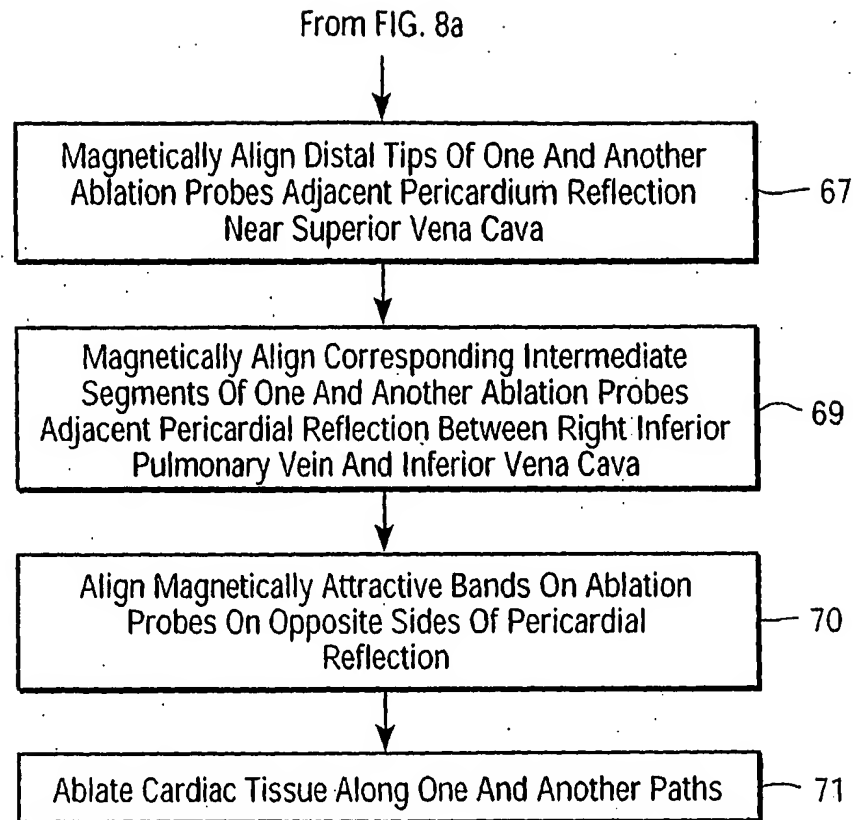 From FIG. 8a
Magnetically Align Distal Tips Of One And Another
Ablation Probes Adjacent Pericardium Reflection
Near Superior Vena Cava
67
Magnetically Align Corresponding Intermediate
Segments Of One And Another Ablation Probes
Adjacent Pericardial Reflection Between Right Inferior
Pulmonary Vein And Inferior Vena Cava
69
Align Magnetically Attractive Bands On Ablation
Probes On Opposite Sides Of Pericardial
Reflection
70
Ablate Cardiac Tissue Along One And Another Paths
71